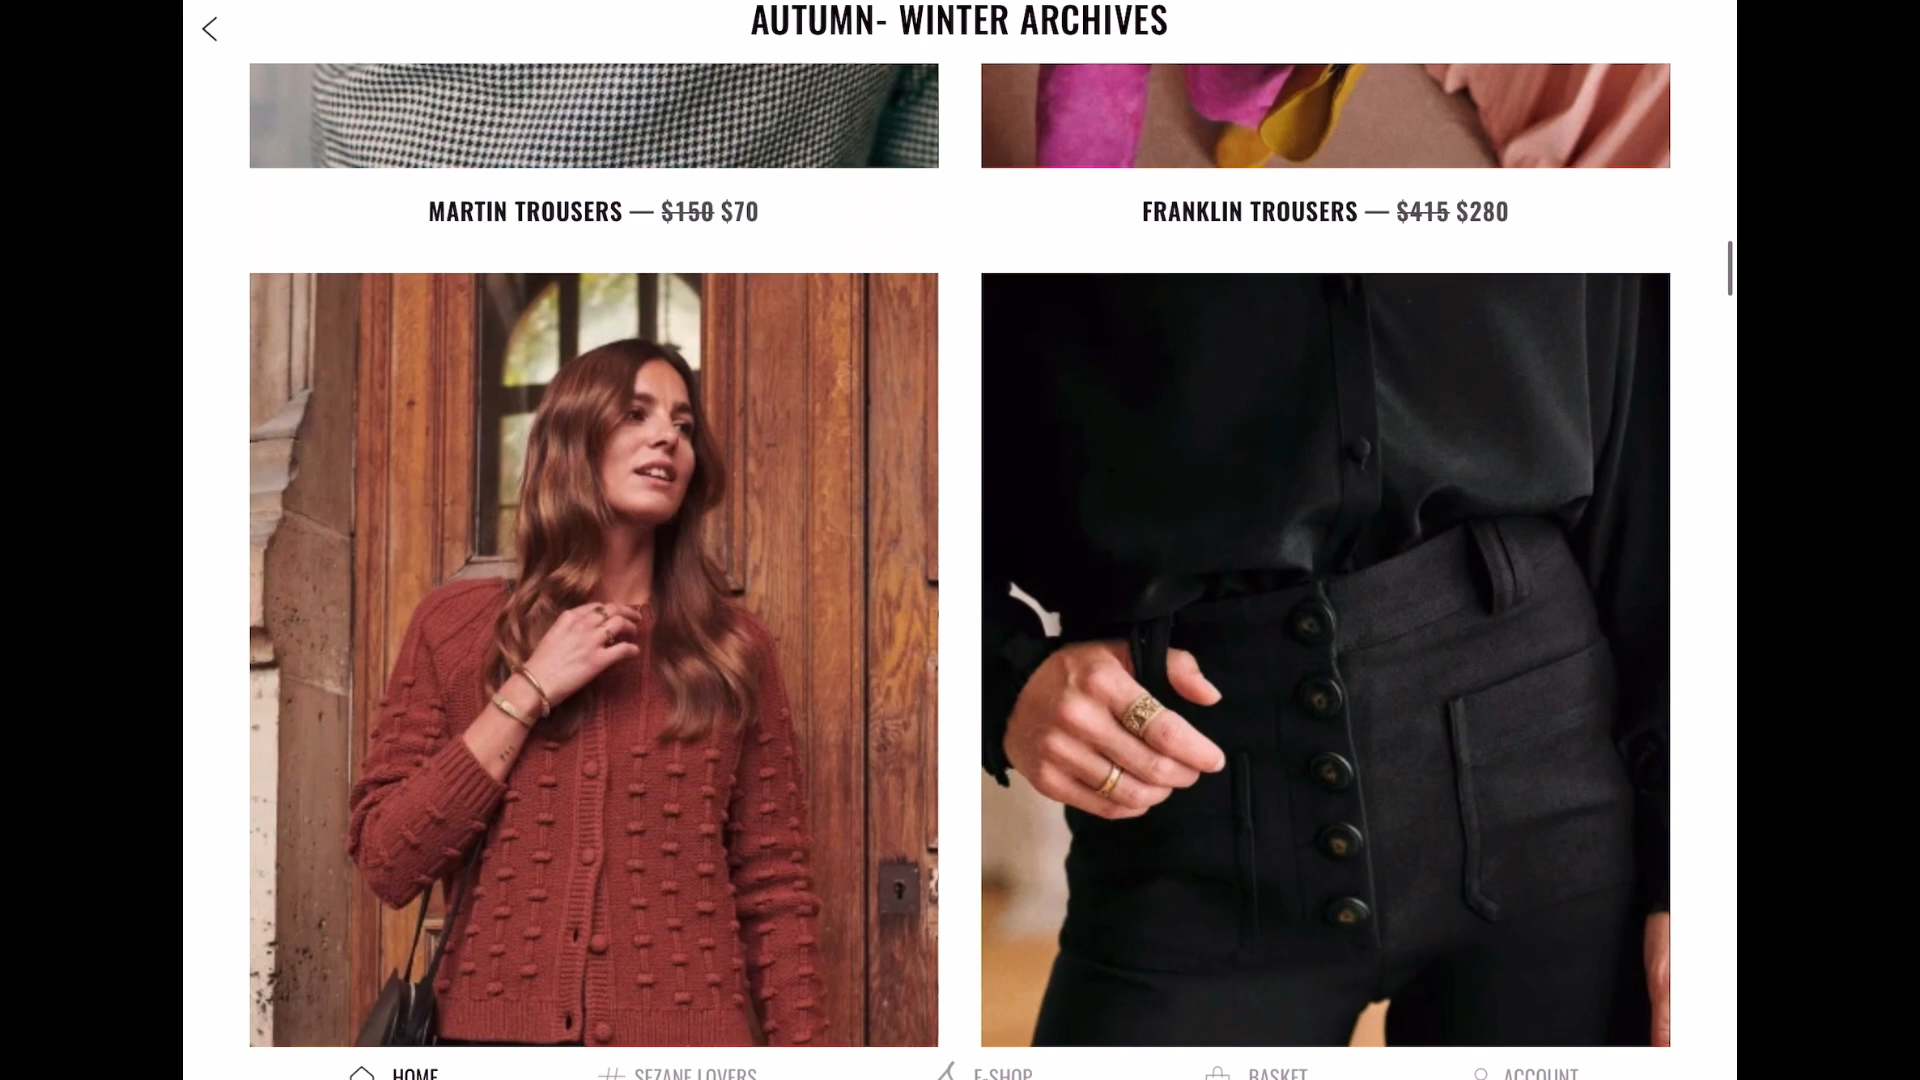 AUTUMN- WINTER ARCHIVES
MARTIN TROUSERS — $150 $70
FRANKLIN TROUSERS — $415 $280
HOME
SEZANE LOVERS
E-SHOP
BASKET
ACCOUNT